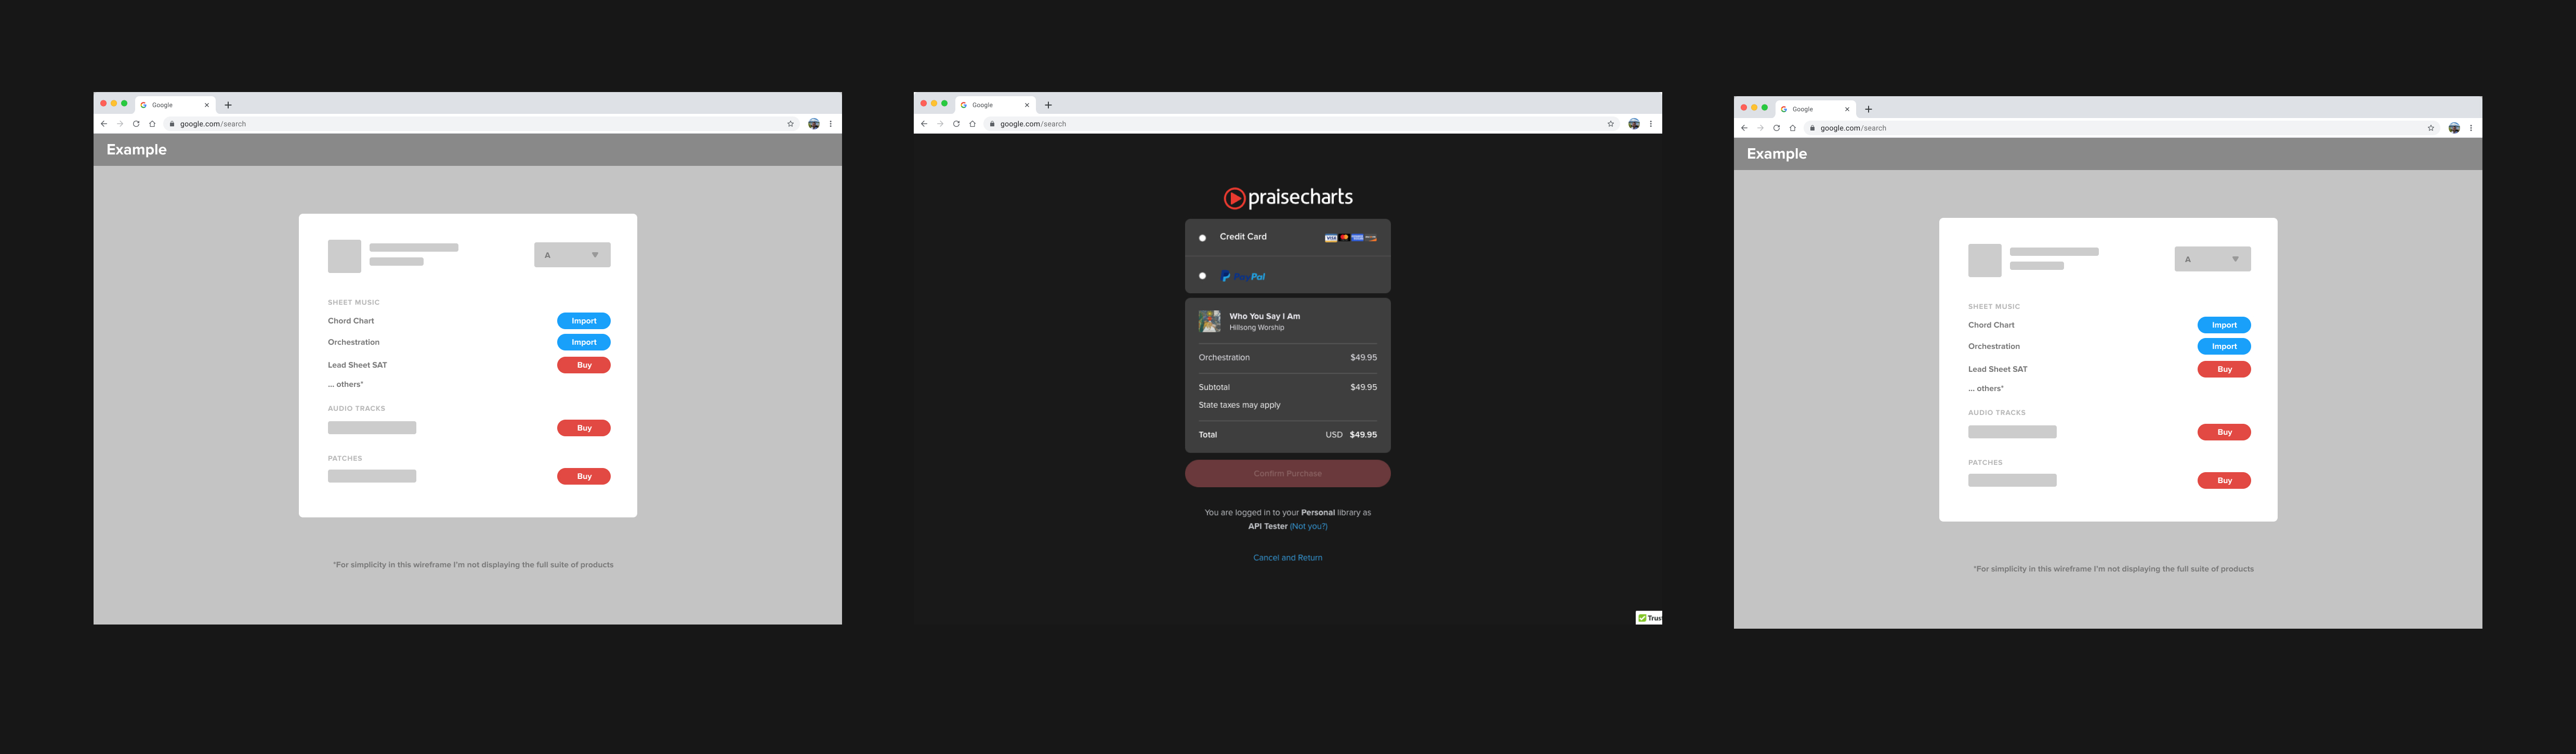 Google
google.com/search
Example
A
SHEET MUSIC
Chord Chart Import
Orchestration Import
Lead Sheet SAT Buy
... others*
AUDIO TRACKS
Buy
PATCHES
Buy
*For simplicity in this wireframe I'm not displaying the full suite of products
Google
google.com/search
praisecharts
Credit Card VISA
PayPal
Who You Say I Am
Hillsong Worship
Orchestration $49.95
Subtotal $49.95
State taxes may apply
Total USD $49.95
Confirm Purchase
You are logged in to your Personal library as
API Tester (Not you?)
Cancel and Return
Trus
Google
google.com/search
Example
A
SHEET MUSIC
Chord Chart Import
Orchestration Import
Lead Sheet SAT Buy
... others*
AUDIO TRACKS
Buy
PATCHES
Buy
*For simplicity in this wireframe I'm not displaying the full suite of products